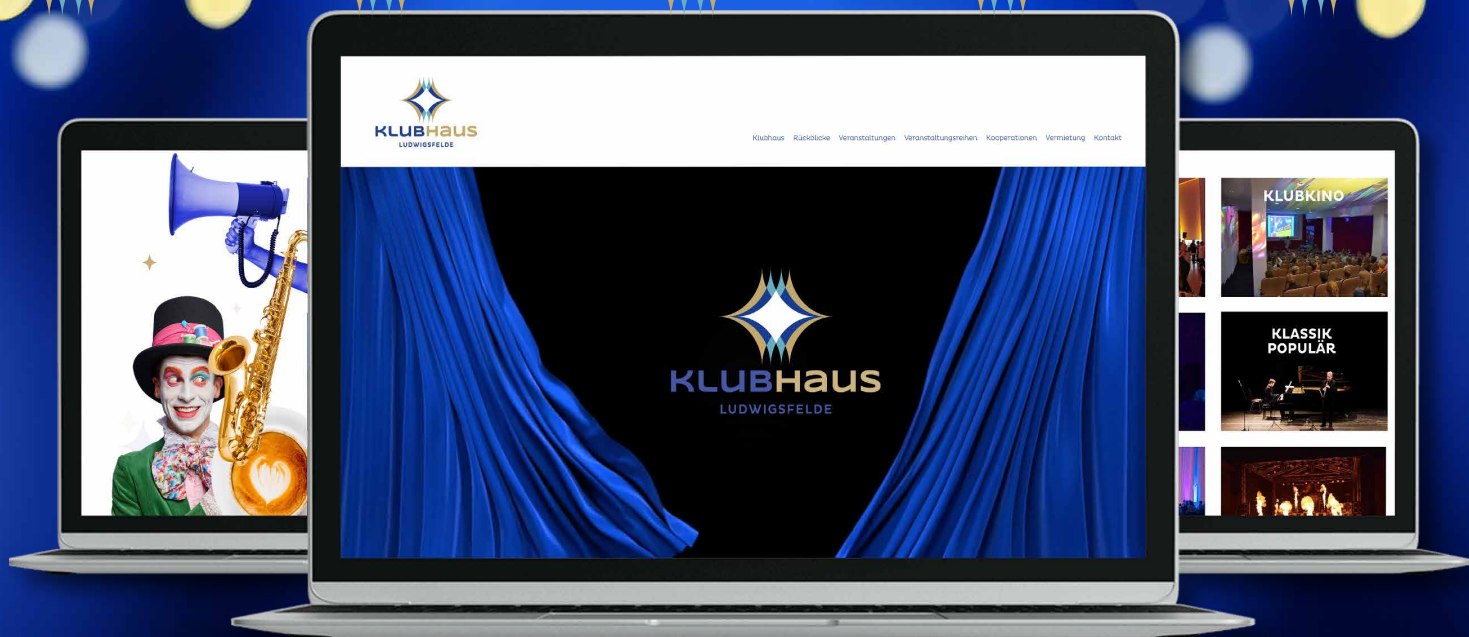 KLUBHaus
LUDWIGSFELDE
Klubhaus Rückblicke Veranstaltungen Veranstaltungsreihen Kooperationen Vermietung Kontakt
KLUBHaus
LUDWIGSFELDE
KLUBKINO
KLASSIK
POPULÄR